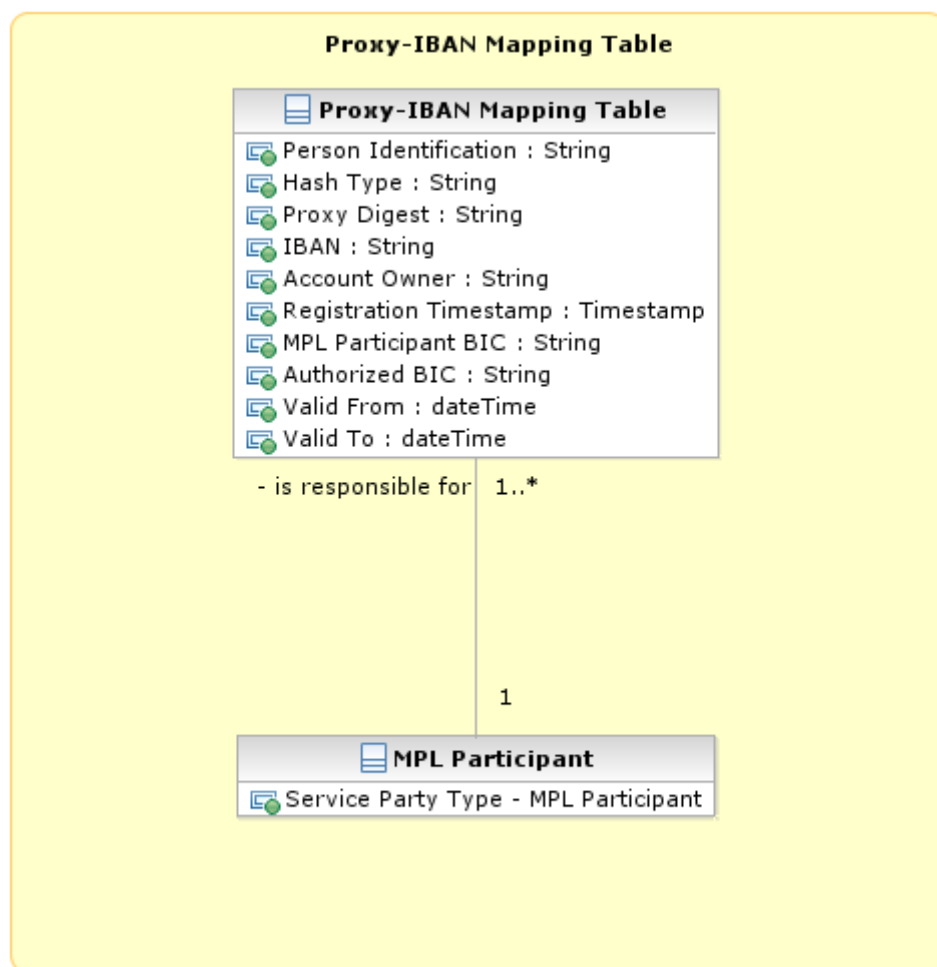 Proxy-IBAN Mapping Table
Proxy-IBAN Mapping Table
Person Identification : String
Hash Type : String
Proxy Digest : String
IBAN : String
Account Owner : String
Registration Timestamp : Timestamp
MPL Participant BIC : String
Authorized BIC : String
Valid From : dateTime
Valid To : dateTime
- is responsible for 1..*
1
MPL Participant
Service Party Type - MPL Participant